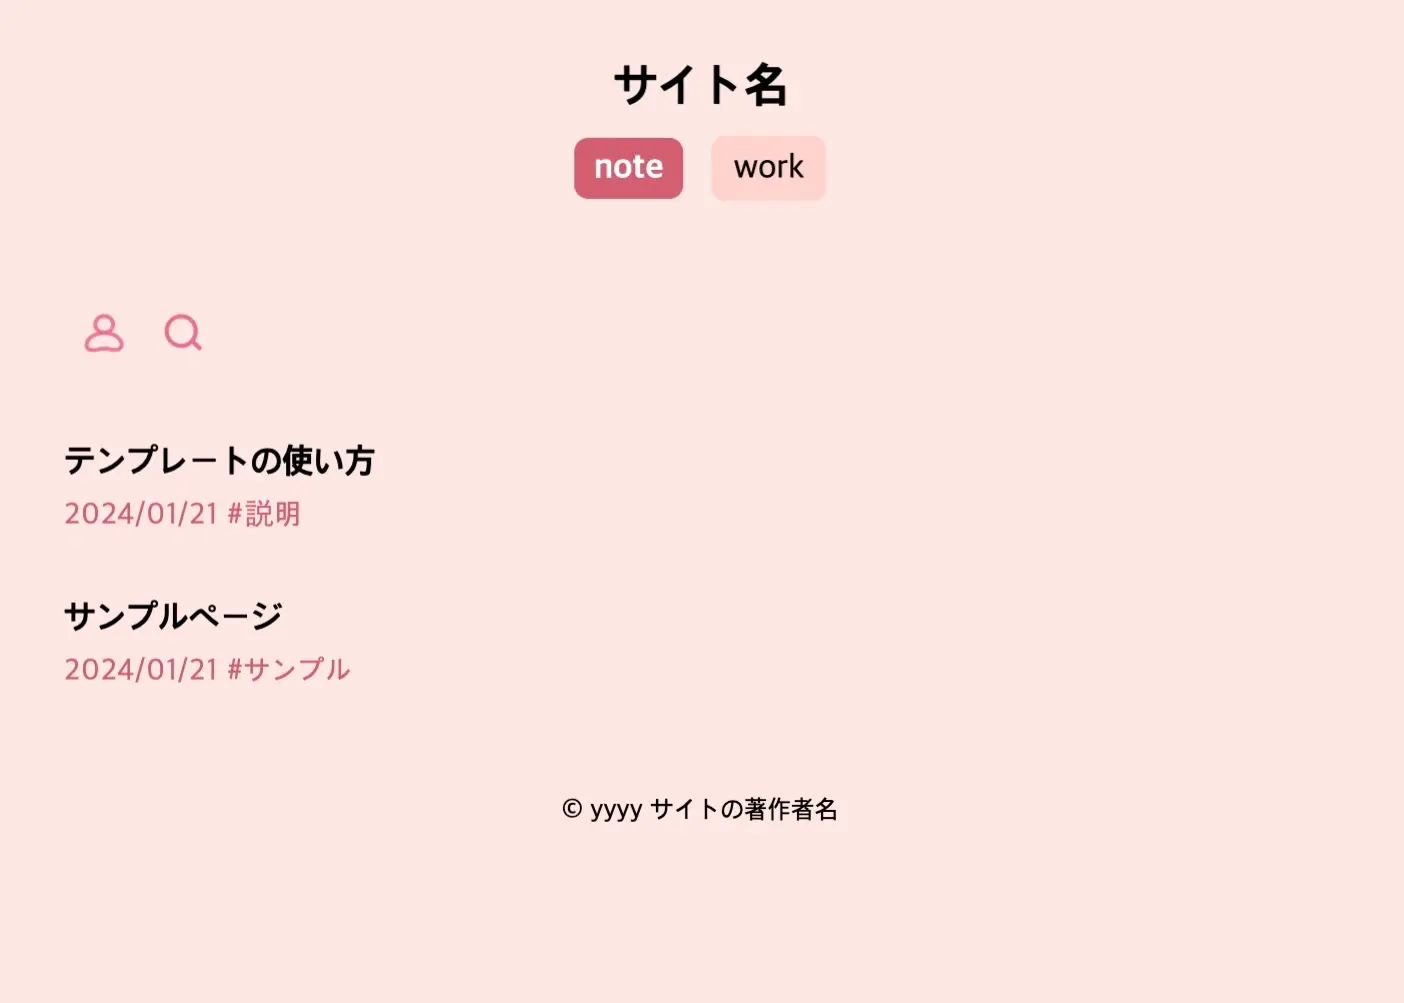 サイト名
note work
テンプレートの使い方
2024/01/21 #説明
サンプルページ
2024/01/21 #サンプル
© yyyy サイトの著作者名